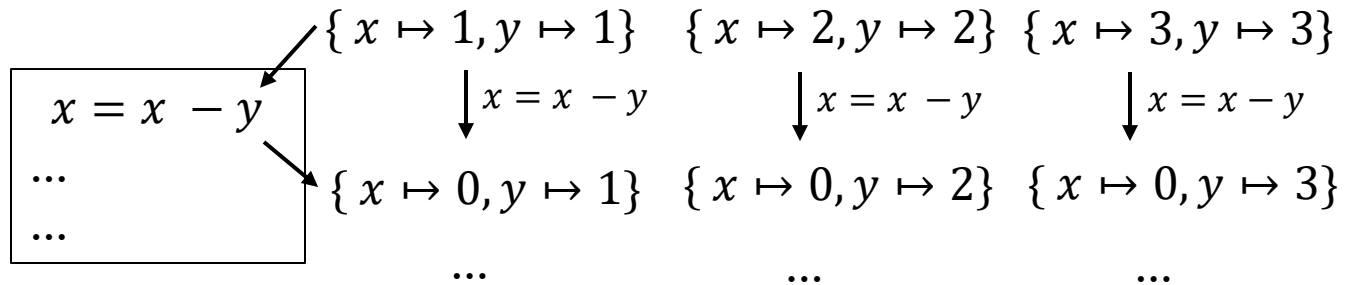 { x ↦ 1, y ↦ 1} { x ↦ 2, y ↦ 2} { x ↦ 3, y ↦ 3}
x = x − y x = x − y x = x − y x = x − y
...
{ x ↦ 0, y ↦ 1} { x ↦ 0, y ↦ 2} { x ↦ 0, y ↦ 3}
...
... ... ...